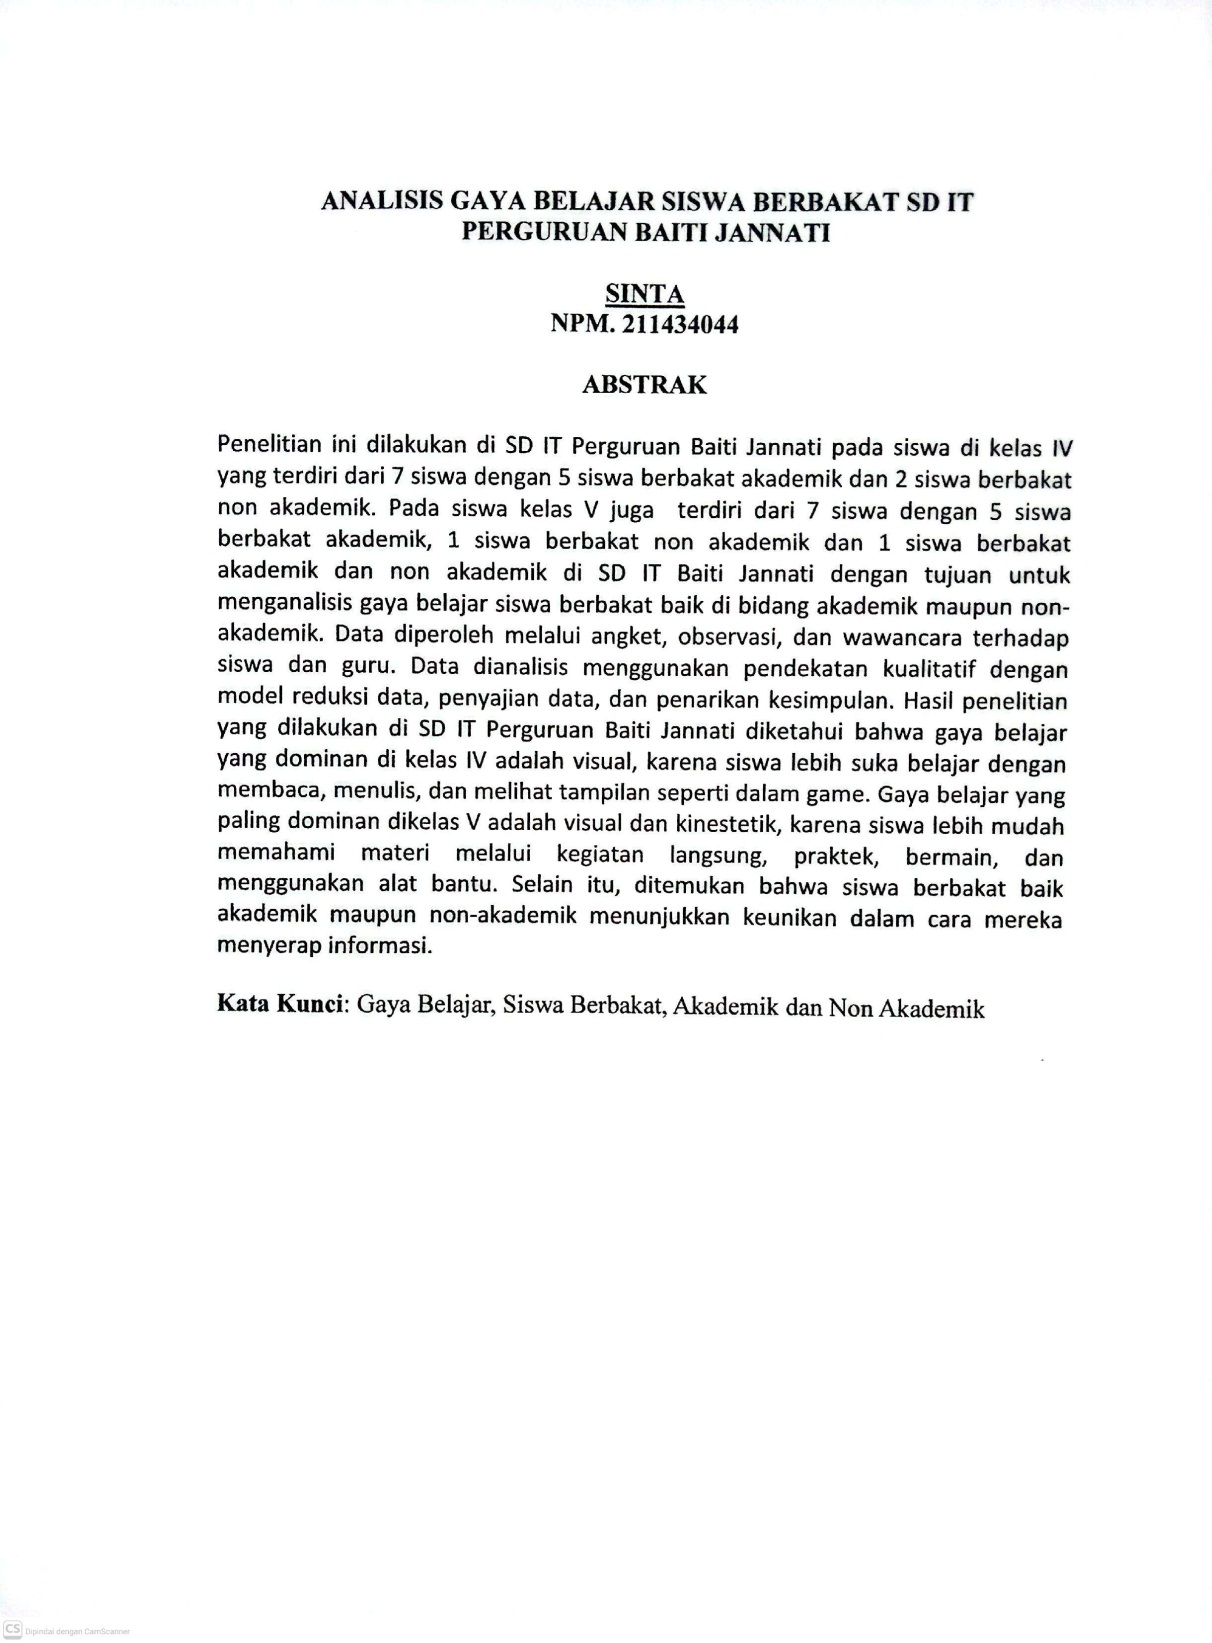 ANALISIS GAYA BELAJAR SISWA BERBAKAT SD IT
PERGURUAN BAITI JANNATI
SINTA
NPM. 211434044
ABSTRAK
Penelitian ini dilakukan di SD IT Perguruan Baiti Jannati pada siswa di kelas IV
yang terdiri dari 7 siswa dengan 5 siswa berbakat akademik dan 2 siswa berbakat
non akademik. Pada siswa kelas V juga terdiri dari 7 siswa dengan 5 siswa
berbakat akademik, 1 siswa berbakat non akademik dan 1 siswa berbakat
akademik dan non akademik di SD IT Baiti Jannati dengan tujuan untuk
menganalisis gaya belajar siswa berbakat baik di bidang akademik maupun non-
akademik. Data diperoleh melalui angket, observasi, dan wawancara terhadap
siswa dan guru. Data dianalisis menggunakan pendekatan kualitatif dengan
model reduksi data, penyajian data, dan penarikan kesimpulan. Hasil penelitian
yang dilakukan di SD IT Perguruan Baiti Jannati diketahui bahwa gaya belajar
yang dominan di kelas IV adalah visual, karena siswa lebih suka belajar dengan
membaca, menulis, dan melihat tampilan seperti dalam game. Gaya belajar yang
paling dominan dikelas V adalah visual dan kinestetik, karena siswa lebih mudah
memahami materi melalui kegiatan langsung, praktek, bermain, dan
menggunakan alat bantu. Selain itu, ditemukan bahwa siswa berbakat baik
akademik maupun non-akademik menunjukkan keunikan dalam cara mereka
menyerap informasi.
Kata Kunci: Gaya Belajar, Siswa Berbakat, Akademik dan Non Akademik
CS Dipindai dengan CamScanner